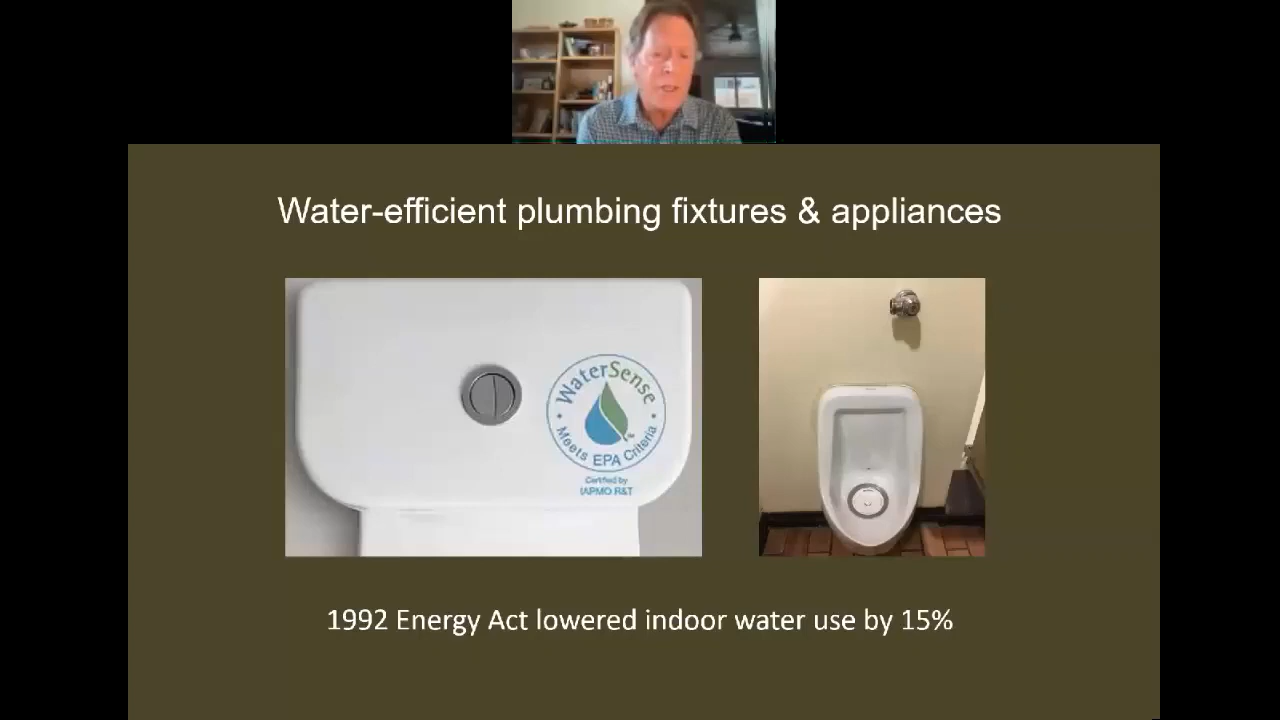 Water-efficient plumbing fixtures & appliances
WaterSense
Meets EPA Criteria
Certified by
IAPMO R&T
1992 Energy Act lowered indoor water use by 15%